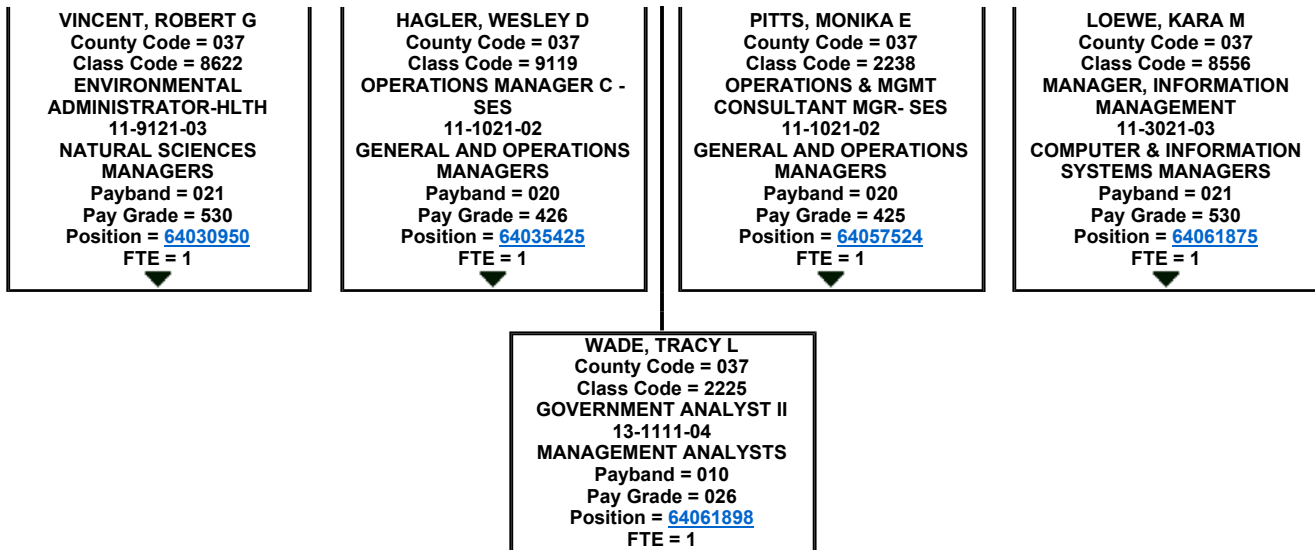 VINCENT, ROBERT G
County Code = 037
Class Code = 8622
ENVIRONMENTAL
ADMINISTRATOR-HLTH
11-9121-03
NATURAL SCIENCES
MANAGERS
Payband = 021
Pay Grade = 530
Position = 64030950
FTE = 1
HAGLER, WESLEY D
County Code = 037
Class Code = 9119
OPERATIONS MANAGER C -
SES
11-1021-02
GENERAL AND OPERATIONS
MANAGERS
Payband = 020
Pay Grade = 426
Position = 64035425
FTE = 1
PITTS, MONIKA E
County Code = 037
Class Code = 2238
OPERATIONS & MGMT
CONSULTANT MGR- SES
11-1021-02
GENERAL AND OPERATIONS
MANAGERS
Payband = 020
Pay Grade = 425
Position = 64057524
FTE = 1
LOEWE, KARA M
County Code = 037
Class Code = 8556
MANAGER, INFORMATION
MANAGEMENT
11-3021-03
COMPUTER & INFORMATION
SYSTEMS MANAGERS
Payband = 021
Pay Grade = 530
Position = 64061875
FTE = 1
WADE, TRACY L
County Code = 037
Class Code = 2225
GOVERNMENT ANALYST II
13-1111-04
MANAGEMENT ANALYSTS
Payband = 010
Pay Grade = 026
Position = 64061898
FTE = 1